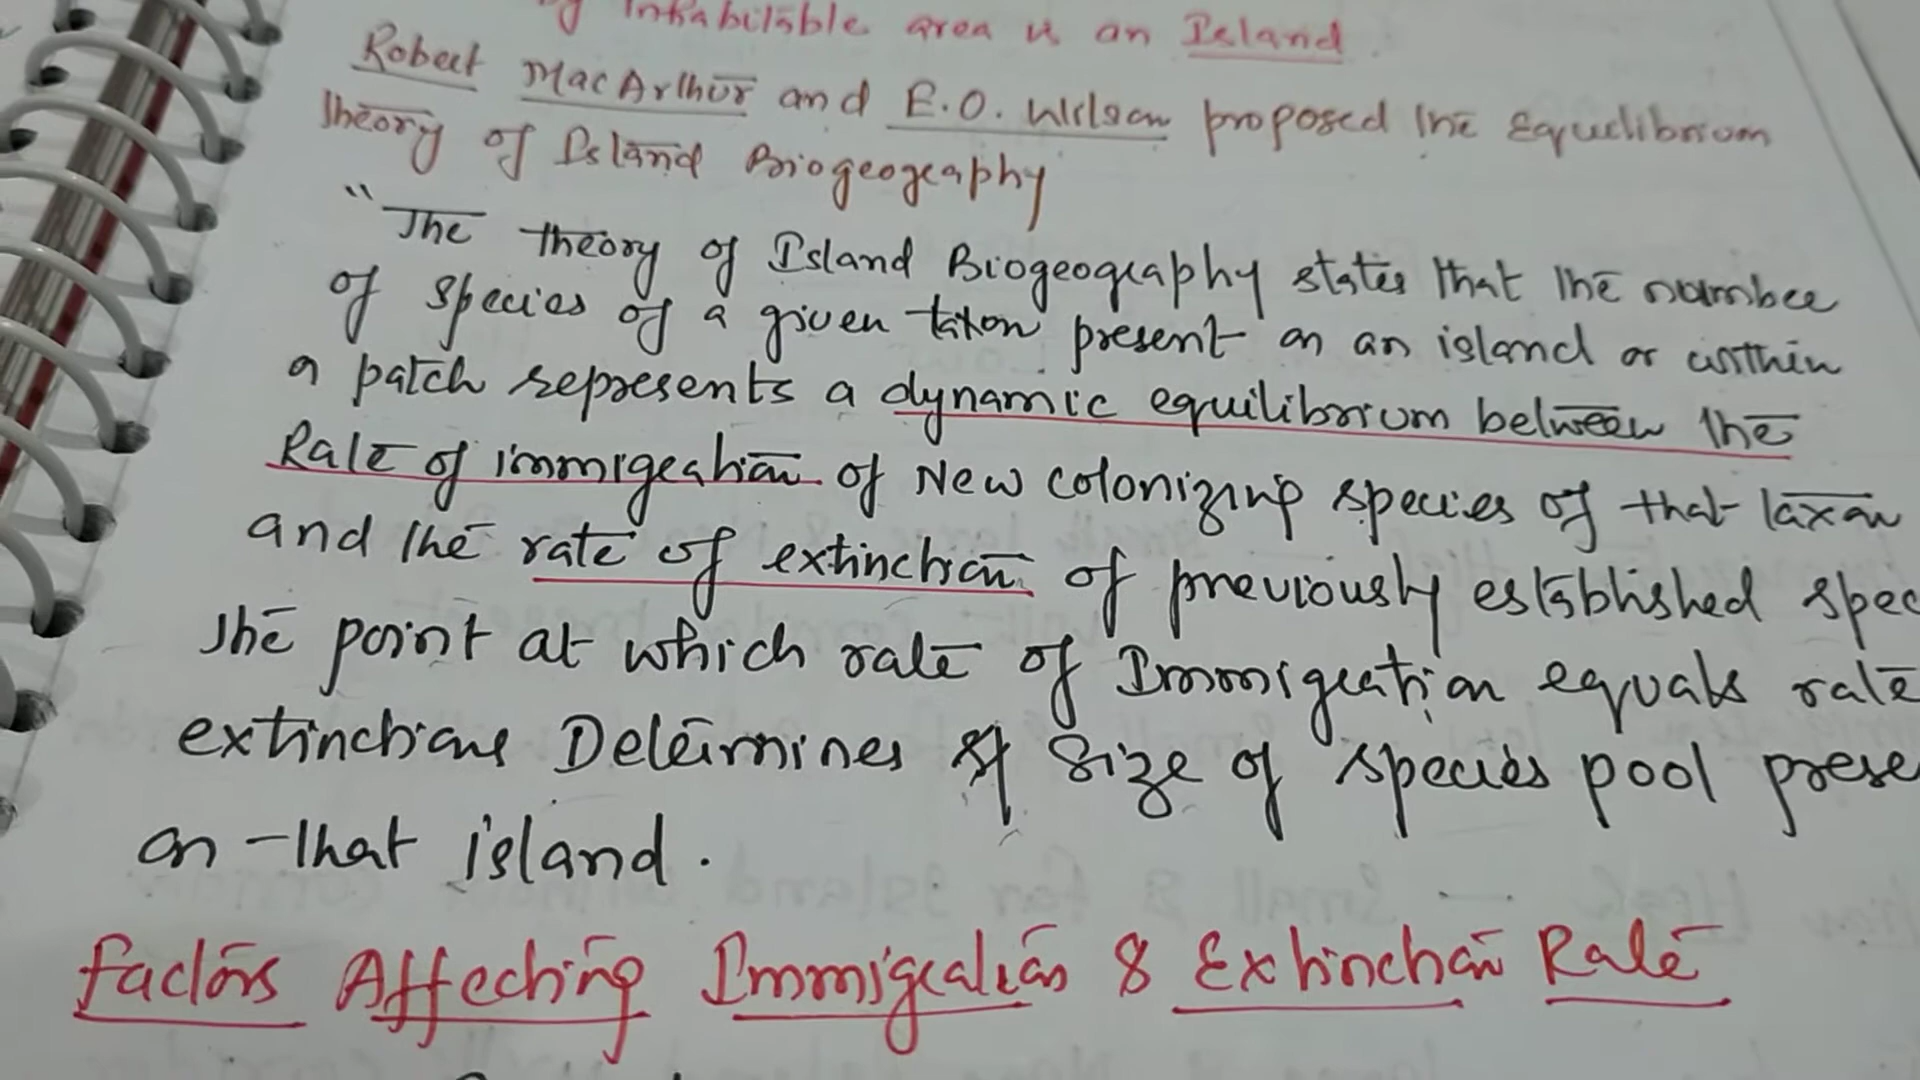 Inhabitable area is an Island.
Robert MacArthur and E.O. Wilson proposed the Equilibrium
Theory of Island Biogeography
"The theory of Island Biogeography states that the number
of species of a given taxon present on an island or within
a patch represents a dynamic equilibrium between the
Rate of immigration of New colonizing species of that taxon
and the rate of extinction of previously established spec
The point at which rate of Immigration equals rate
extinctions Determines size of species pool prese
on that island.
factors Affecting Immigration & Extinction Rate